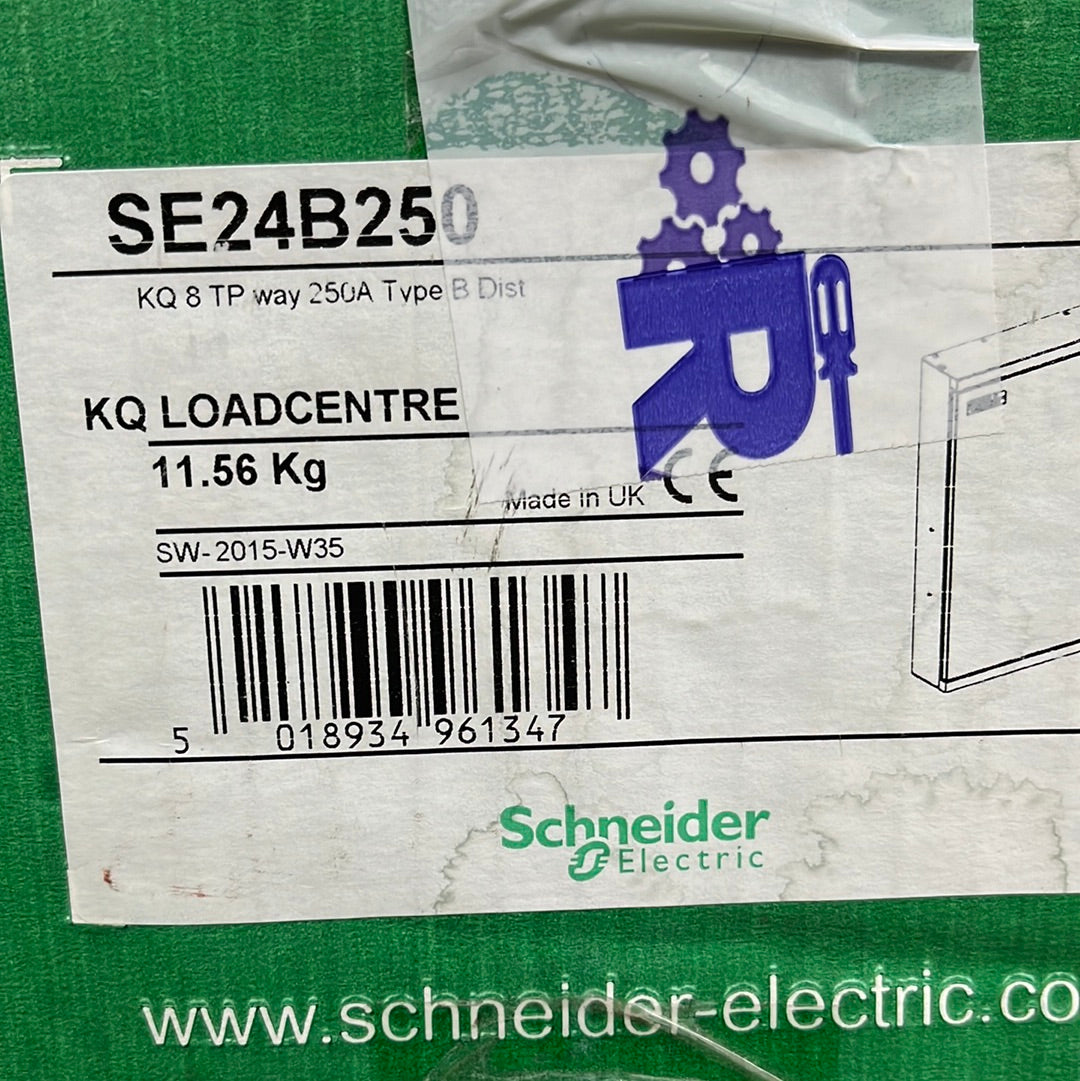 SE24B250
KQ 8 TP way 250A Type B Dist
KQ LOADCENTRE
11.56 Kg
Made in UK CE
SW-2015-W35
5 018934 961347
Schneider
Electric
www.schneider-electric.co
R